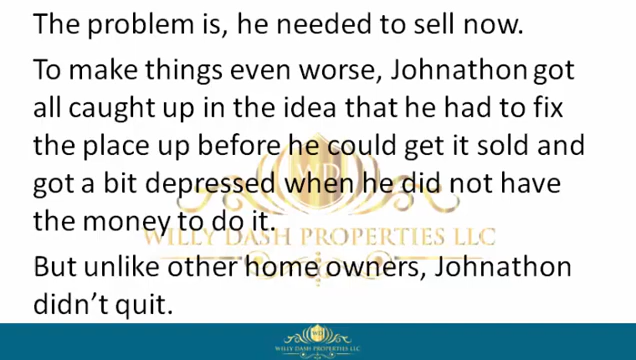 The problem is, he needed to sell now.
To make things even worse, Johnathon got
all caught up in the idea that he had to fix
the place up before he could get it sold and
got a bit depressed when he did not have
the money to do it.
WILLY DASH PROPERTIES LLC
But unlike other home owners, Johnathon
didn't quit.
WILLY DASH PROPERTIES LLC